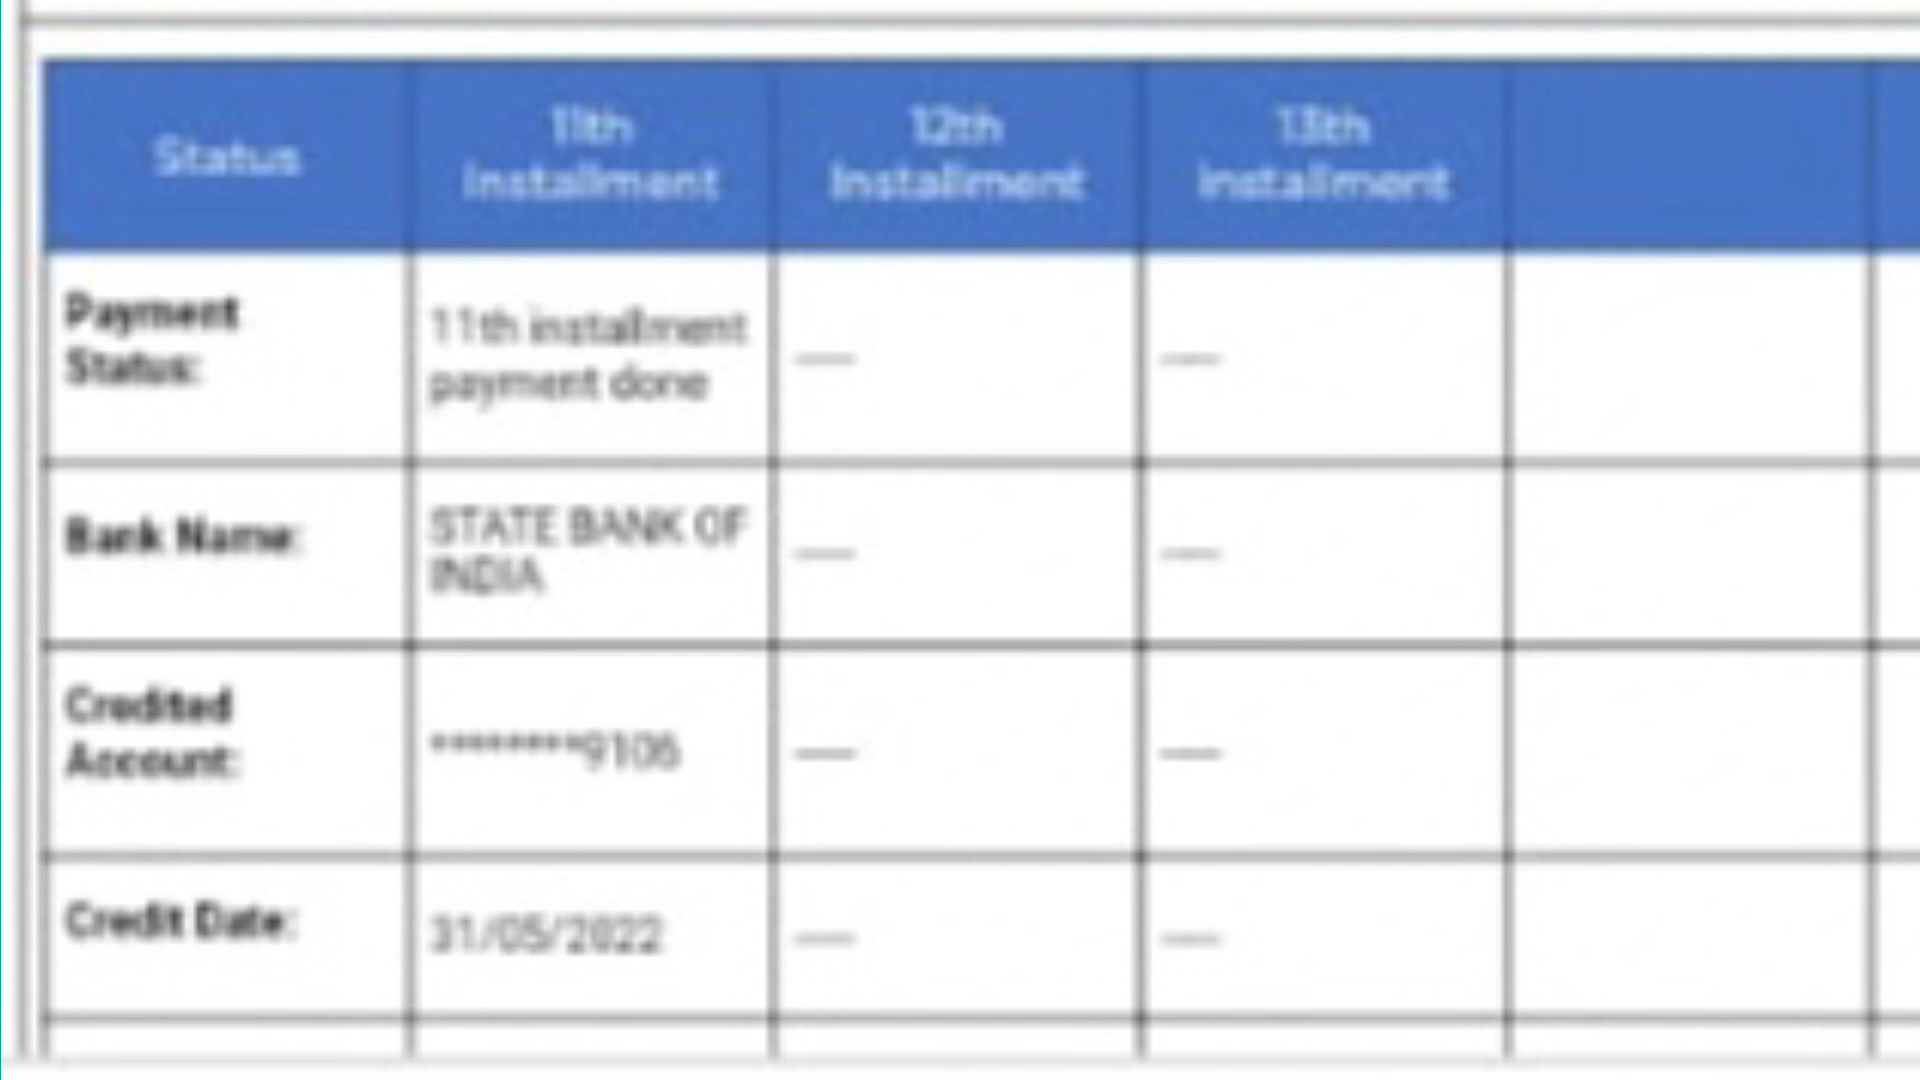 Status
11th
Installment
12th
Installment
13th
Installment
Payment
Status:
11th installment
payment done
—
—
Bank Name:
STATE BANK OF
INDIA
—
—
Credited
Account:
********9106
—
—
Credit Date:
31/05/2022
—
—